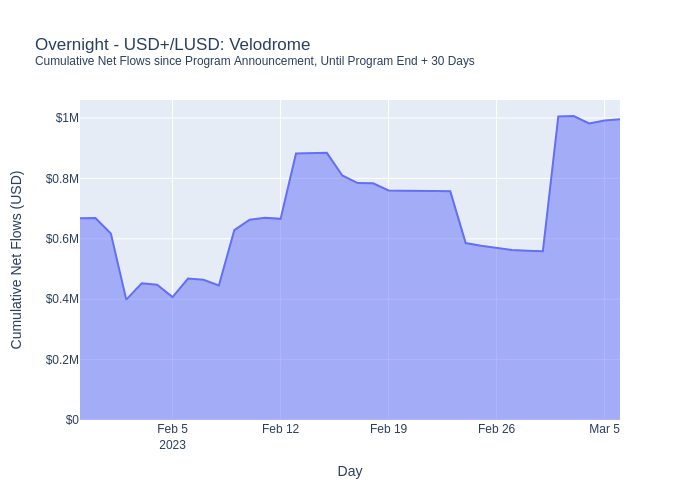 Overnight - USD+/LUSD: Velodrome
Cumulative Net Flows since Program Announcement, Until Program End + 30 Days
Cumulative Net Flows (USD)
$1M
$0.8M
$0.6M
$0.4M
$0.2M
$0
Feb 5 Feb 12 Feb 19 Feb 26 Mar 5
2023
Day